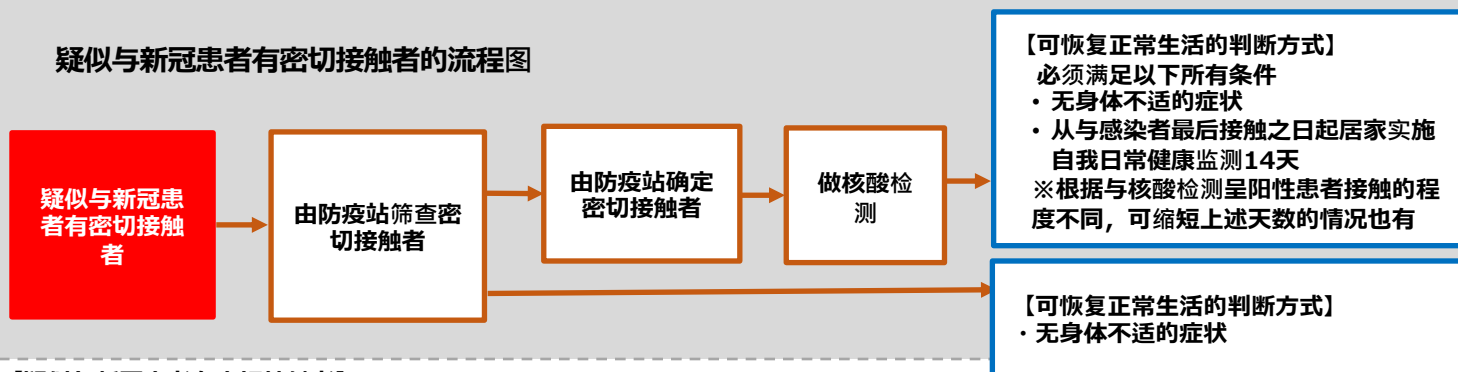 疑似与新冠患者有密切接触者的流程图
疑似与新冠患
者有密切接触
者
由防疫站筛查密
切接触者
由防疫站确定
密切接触者
做核酸检
测
【可恢复正常生活的判断方式】
必须满足以下所有条件
・无身体不适的症状
・从与感染者最后接触之日起居家实施
自我日常健康监测14天
※根据与核酸检测呈阳性患者接触的程
度不同，可缩短上述天数的情况也有
【可恢复正常生活的判断方式】
・无身体不适的症状